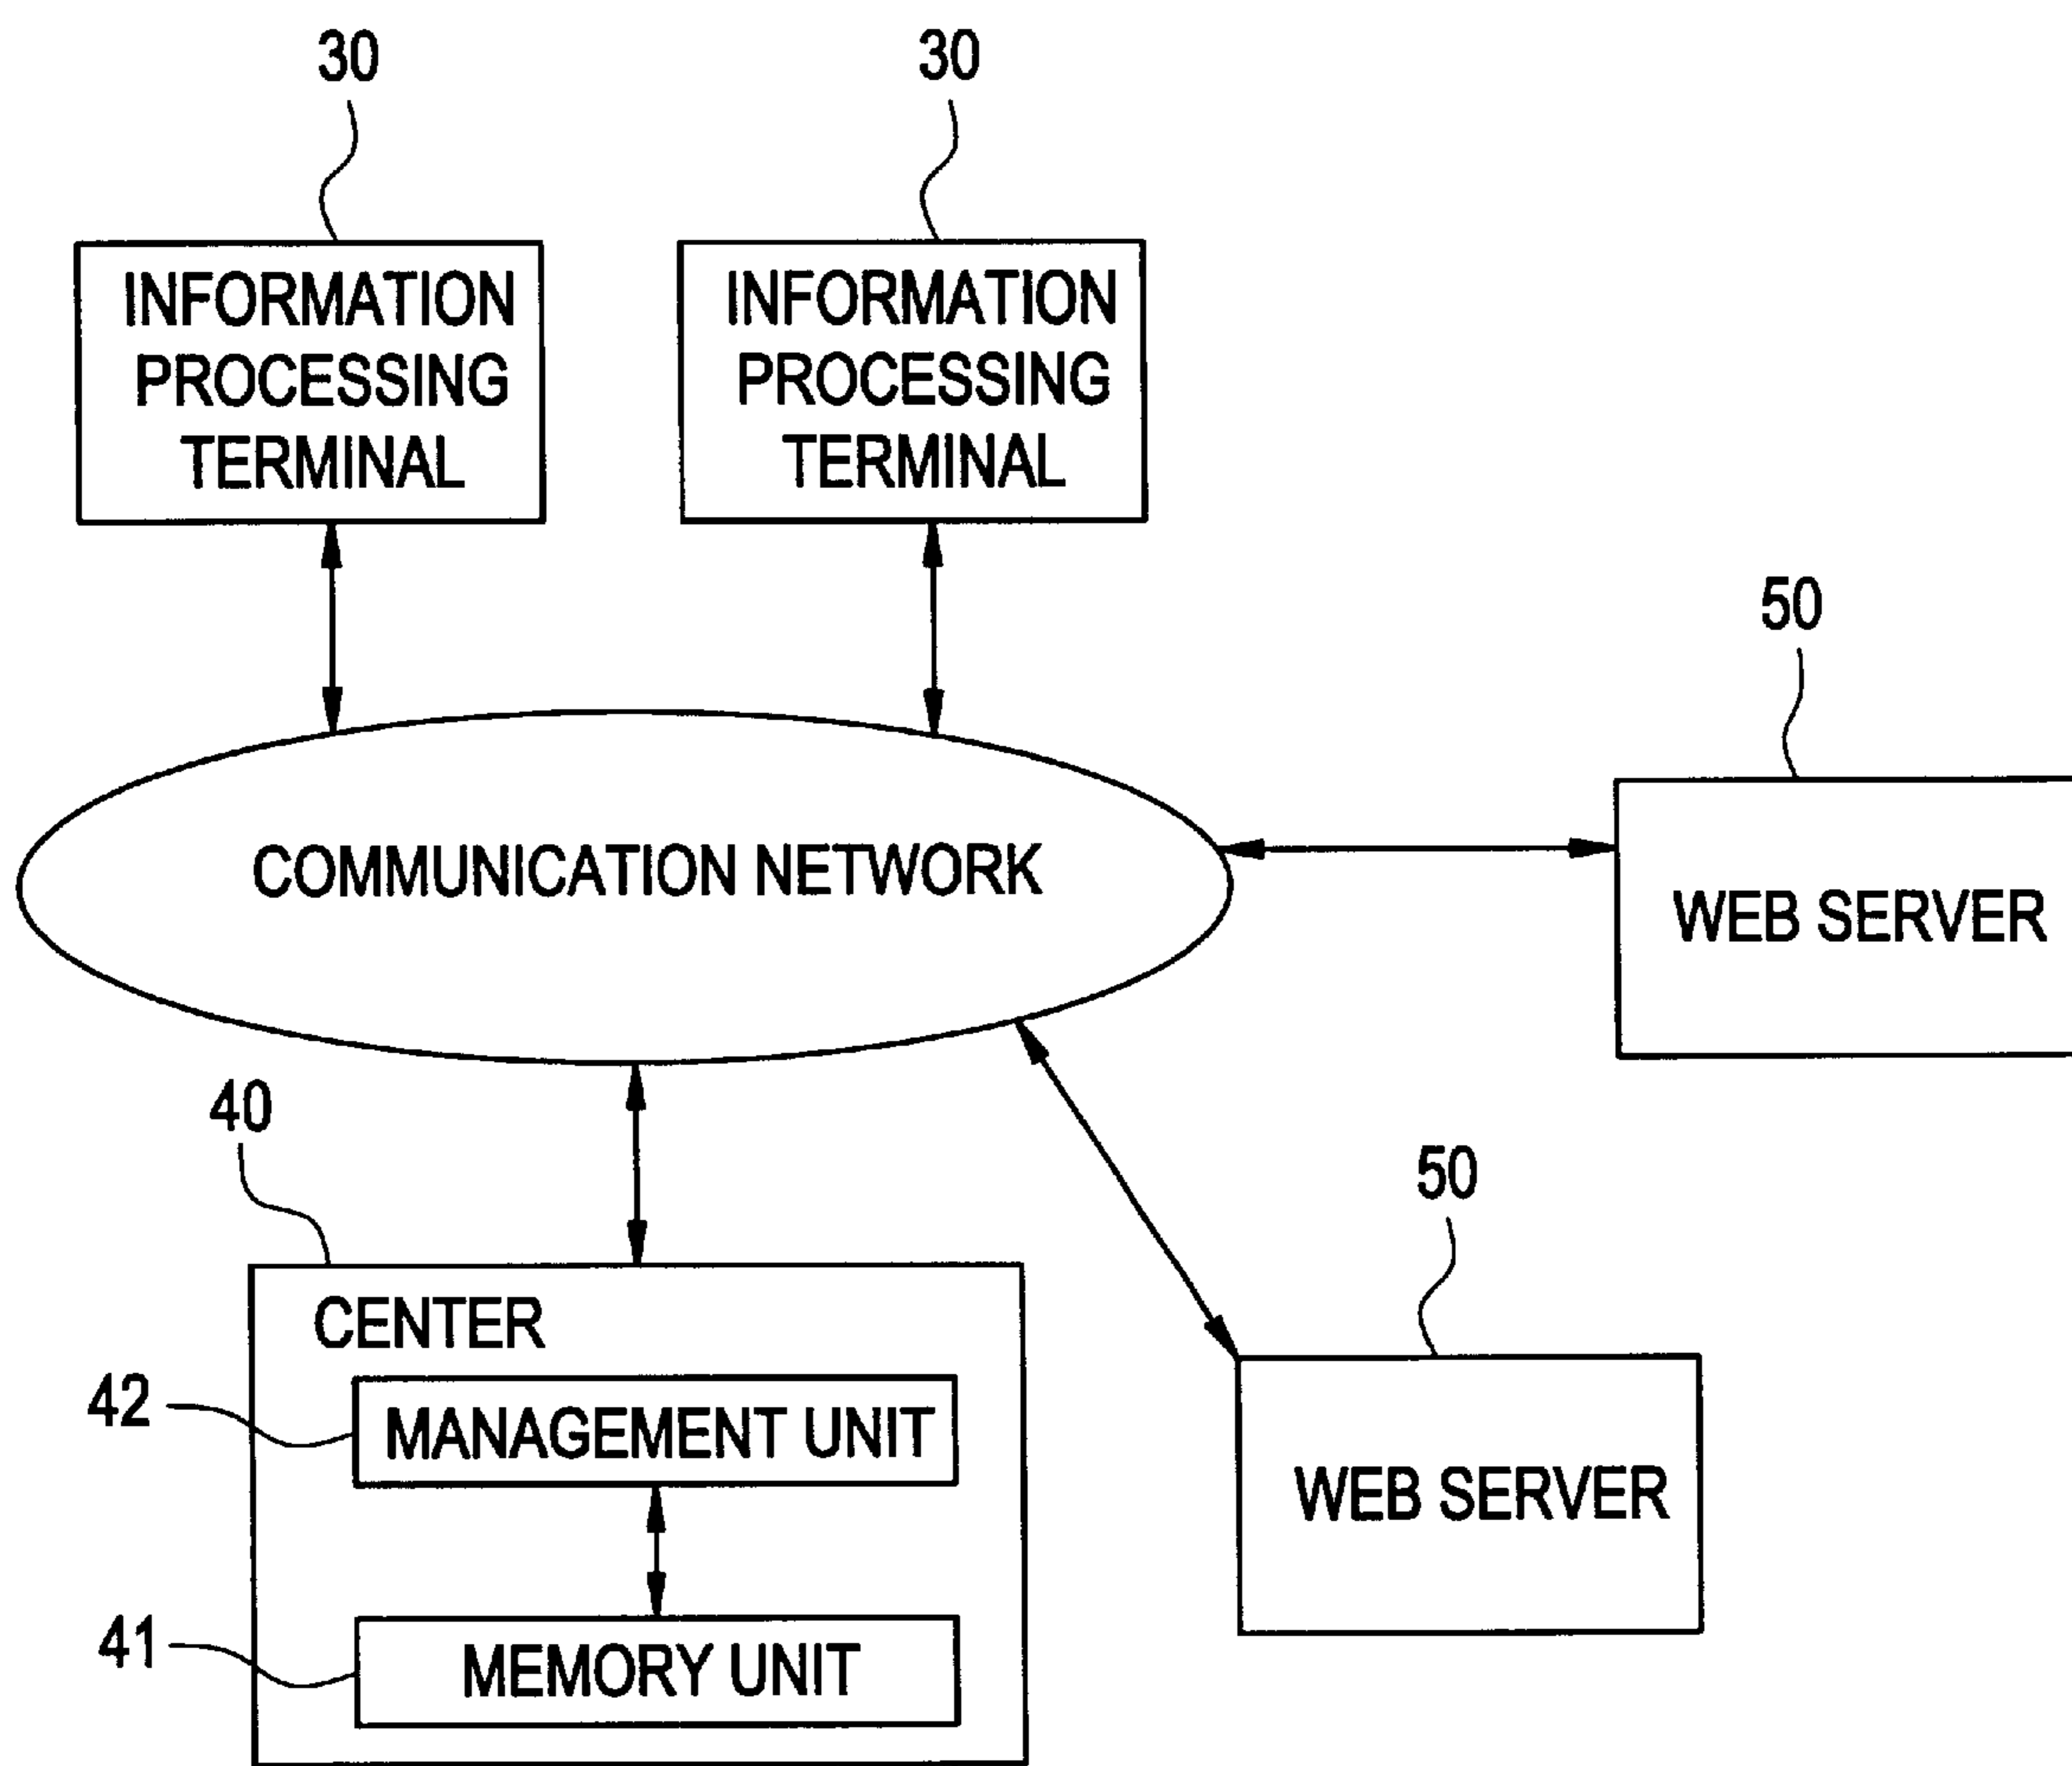 30
30
INFORMATION
PROCESSING
TERMINAL
INFORMATION
PROCESSING
TERMINAL
50
COMMUNICATION NETWORK
WEB SERVER
40
50
CENTER
42
MANAGEMENT UNIT
WEB SERVER
41
MEMORY UNIT